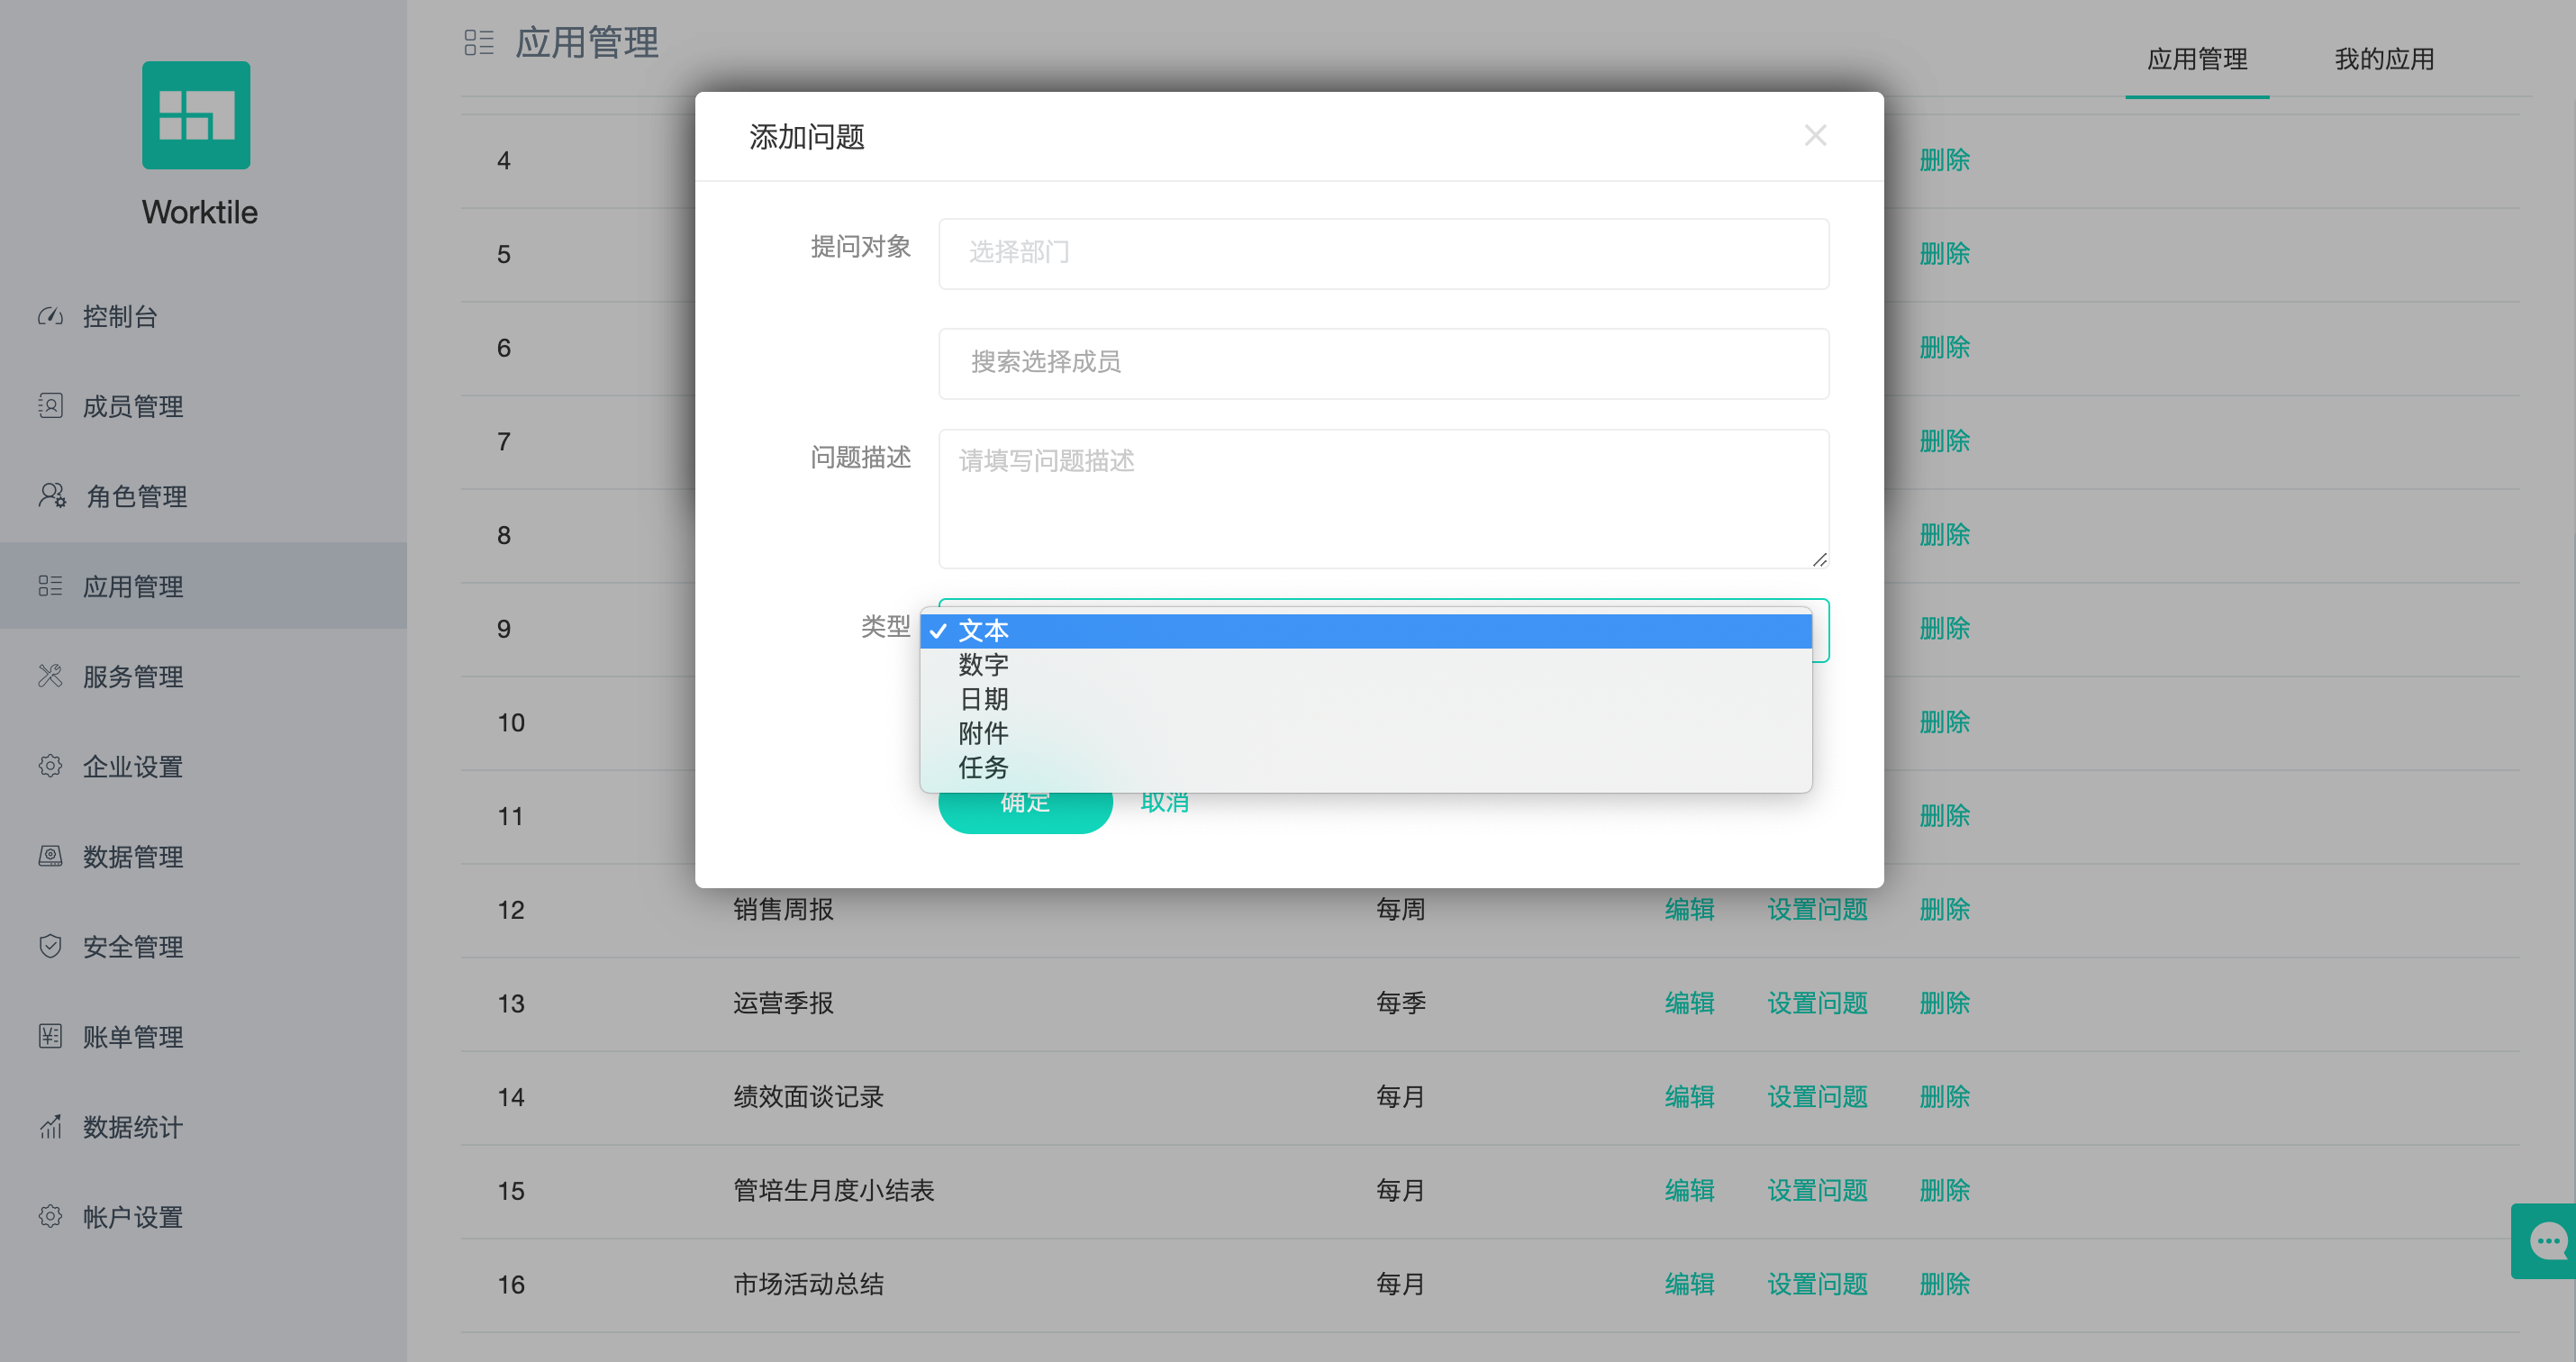 Worktile
控制台
成员管理
角色管理
应用管理
服务管理
企业设置
数据管理
安全管理
账单管理
数据统计
帐户设置
应用管理
应用管理 我的应用
添加问题
提问对象 选择部门
搜索选择成员
问题描述 请填写问题描述
类型
文本
数字
日期
附件
任务
确定 取消
4 删除
5 删除
6 删除
7 删除
8 删除
9 删除
10 删除
11 删除
12 销售周报 每周 编辑 设置问题 删除
13 运营季报 每季 编辑 设置问题 删除
14 绩效面谈记录 每月 编辑 设置问题 删除
15 管培生月度小结表 每月 编辑 设置问题 删除
16 市场活动总结 每月 编辑 设置问题 删除